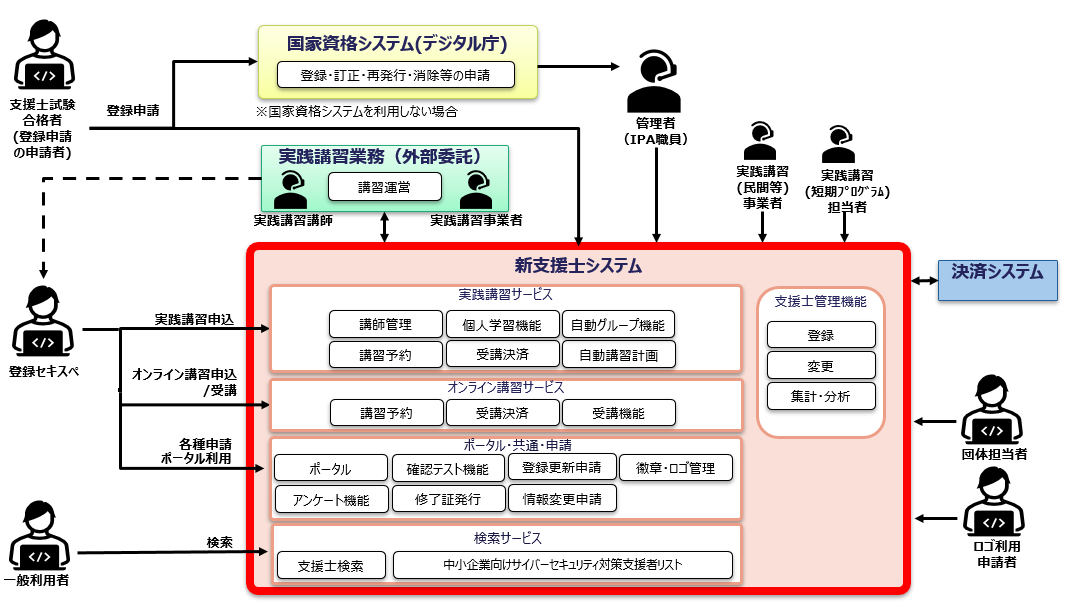 国家資格システム(デジタル庁)
登録・訂正・再発行・消除等の申請
※国家資格システムを利用しない場合
支援士試験
合格者
(登録申請
の申請者)
登録申請
管理者
（IPA職員）
実践講習業務（外部委託）
講習運営
実践講習講師
実践講習事業者
実践講習
(民間等)
事業者
実践講習
(短期ﾌﾟﾛｸﾞﾗﾑ)
担当者
新支援士システム
決済システム
実践講習サービス
講師管理
個人学習機能
自動グループ機能
講習予約
受講決済
自動講習計画
支援士管理機能
登録
変更
集計・分析
登録セキスペ
実践講習申込
オンライン講習申込
/受講
各種申請
ポータル利用
オンライン講習サービス
講習予約
受講決済
受講機能
ポータル・共通・申請
ポータル
確認テスト機能
登録更新申請
徽章・ロゴ管理
アンケート機能
修了証発行
情報変更申請
団体担当者
検索サービス
支援士検索
中小企業向けサイバーセキュリティ対策支援者リスト
検索
一般利用者
ロゴ利用
申請者